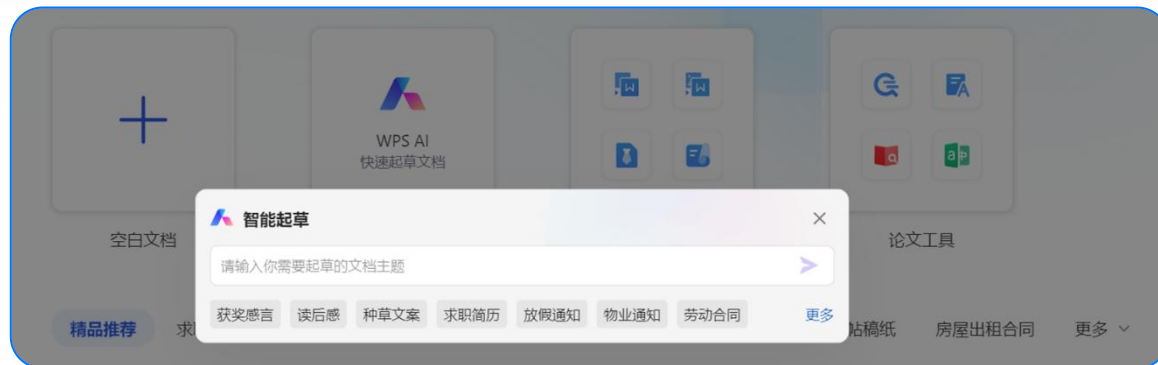 WPS AI
快速起草文档
空白文档
论文工具
智能起草
请输入你需要起草的文档主题
获奖感言 读后感 种草文案 求职简历 放假通知 物业通知 劳动合同 更多
精品推荐 求 稿纸 房屋出租合同 更多